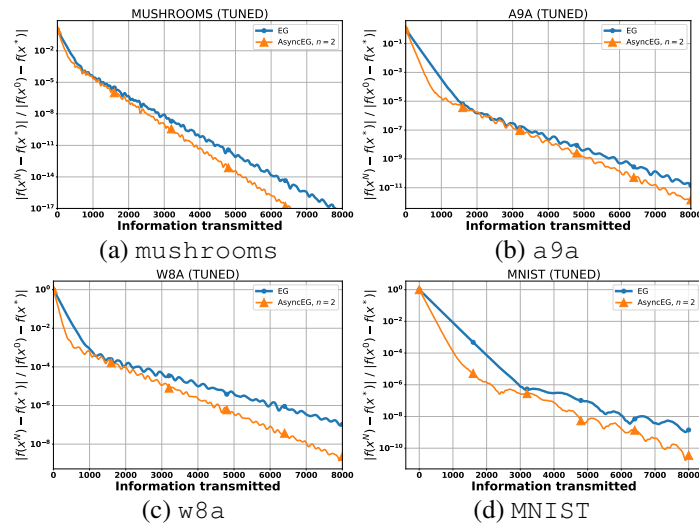 MUSHROOMS (TUNED)
|f(x^N) − f(x^*)| / |f(x^0) − f(x^*)|
10^-2
10^-5
10^-8
10^-11
10^-14
10^-17
EG
AsyncEG, n = 2
0 1000 2000 3000 4000 5000 6000 7000 8000
Information transmitted
(a) mushrooms
A9A (TUNED)
|f(x^N) − f(x^*)| / |f(x^0) − f(x^*)|
10^-1
10^-3
10^-5
10^-7
10^-9
10^-11
EG
AsyncEG, n = 2
0 1000 2000 3000 4000 5000 6000 7000 8000
Information transmitted
(b) a9a
W8A (TUNED)
|f(x^N) − f(x^*)| / |f(x^0) − f(x^*)|
10^0
10^-2
10^-4
10^-6
10^-8
EG
AsyncEG, n = 2
0 1000 2000 3000 4000 5000 6000 7000 8000
Information transmitted
(c) w8a
MNIST (TUNED)
|f(x^N) − f(x^*)| / |f(x^0) − f(x^*)|
10^0
10^-2
10^-4
10^-6
10^-8
10^-10
EG
AsyncEG, n = 2
0 1000 2000 3000 4000 5000 6000 7000 8000
Information transmitted
(d) MNIST